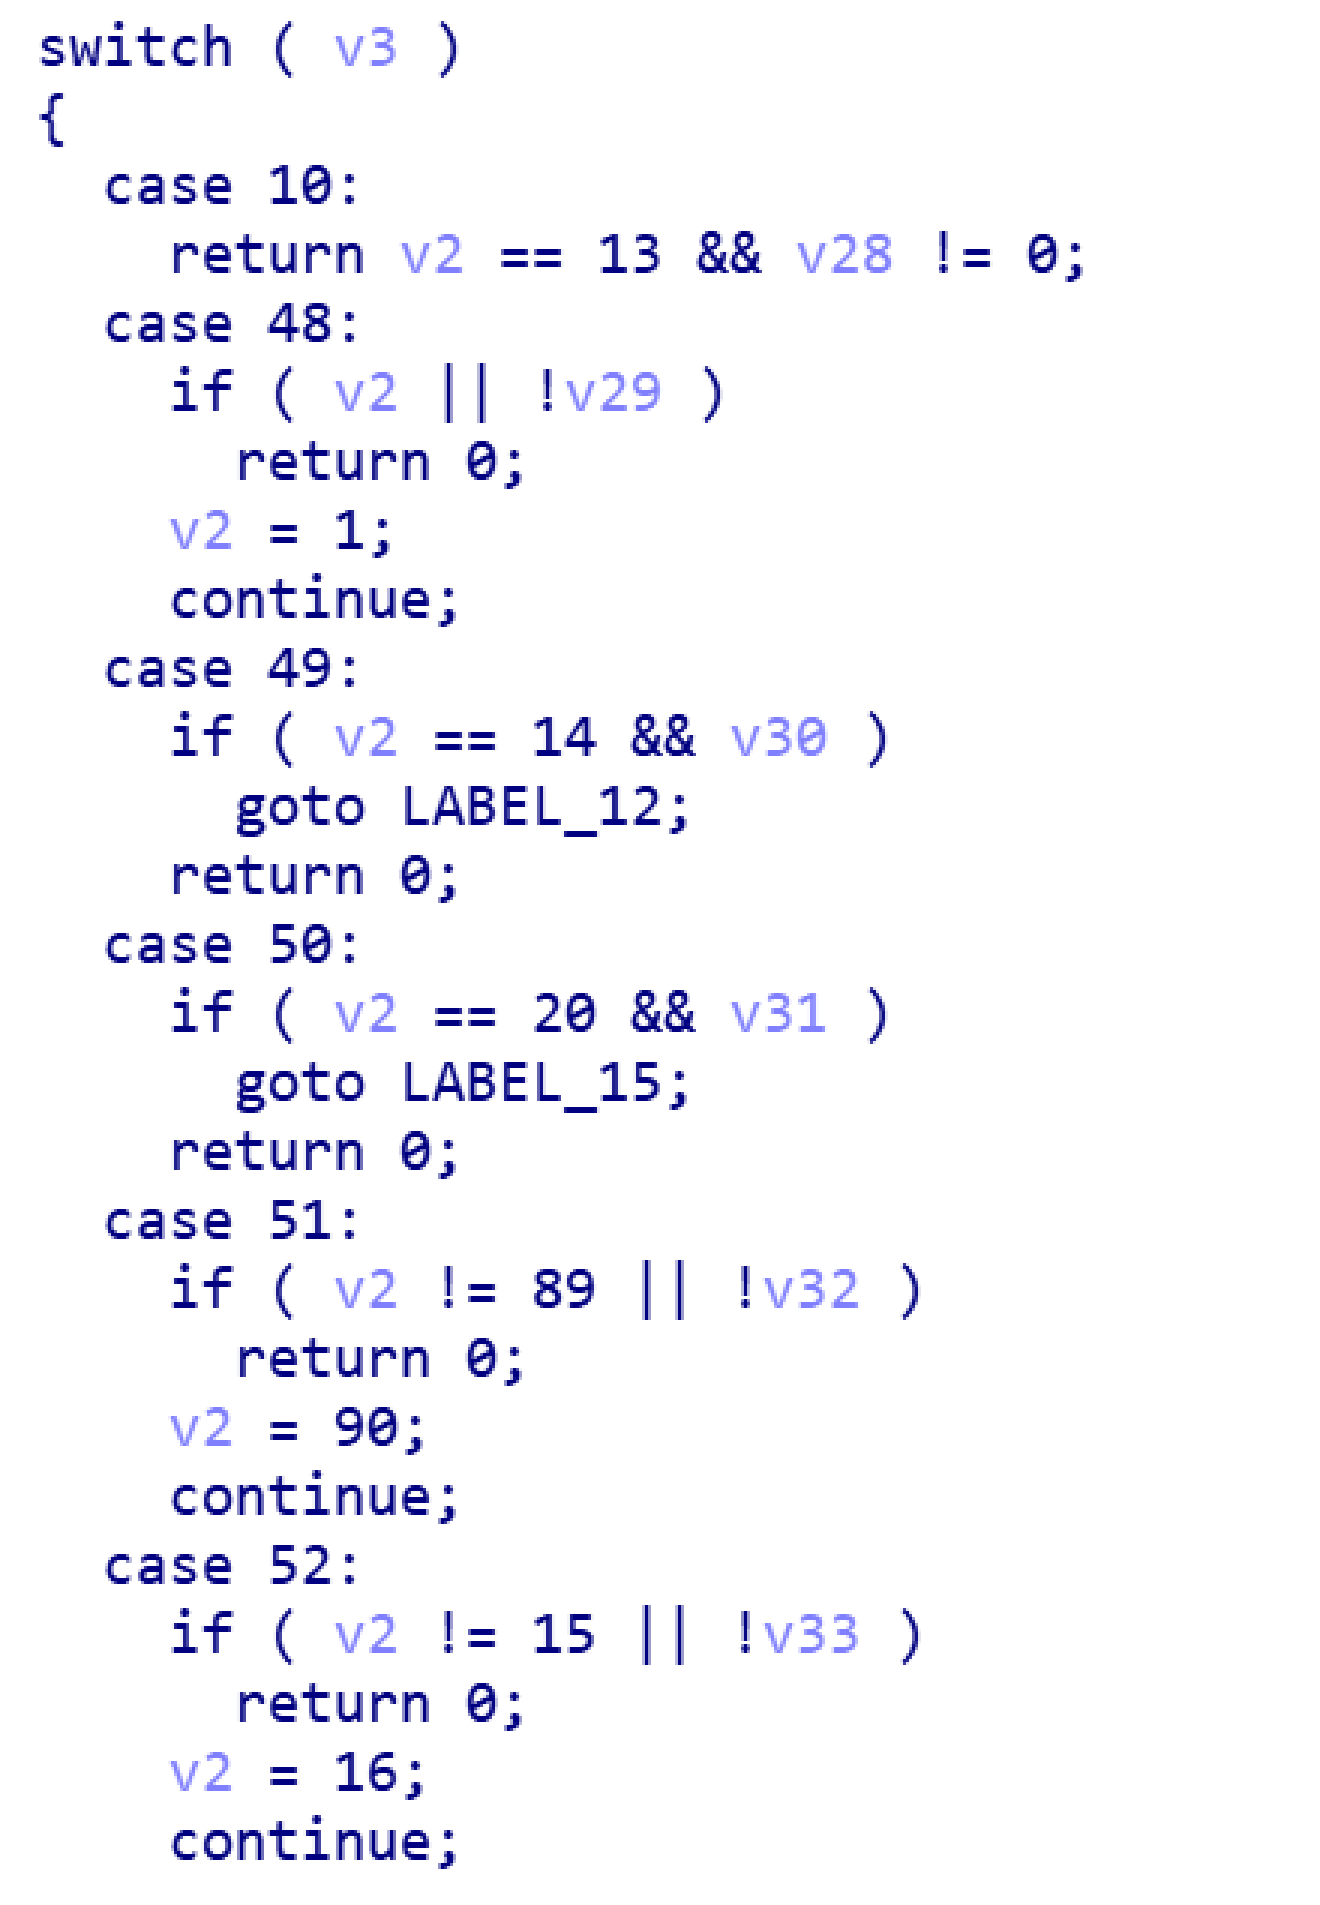 switch ( v3 )
{
case 10:
return v2 == 13 && v28 != 0;
case 48:
if ( v2 || !v29 )
return 0;
v2 = 1;
continue;
case 49:
if ( v2 == 14 && v30 )
goto LABEL_12;
return 0;
case 50:
if ( v2 == 20 && v31 )
goto LABEL_15;
return 0;
case 51:
if ( v2 != 89 || !v32 )
return 0;
v2 = 90;
continue;
case 52:
if ( v2 != 15 || !v33 )
return 0;
v2 = 16;
continue;